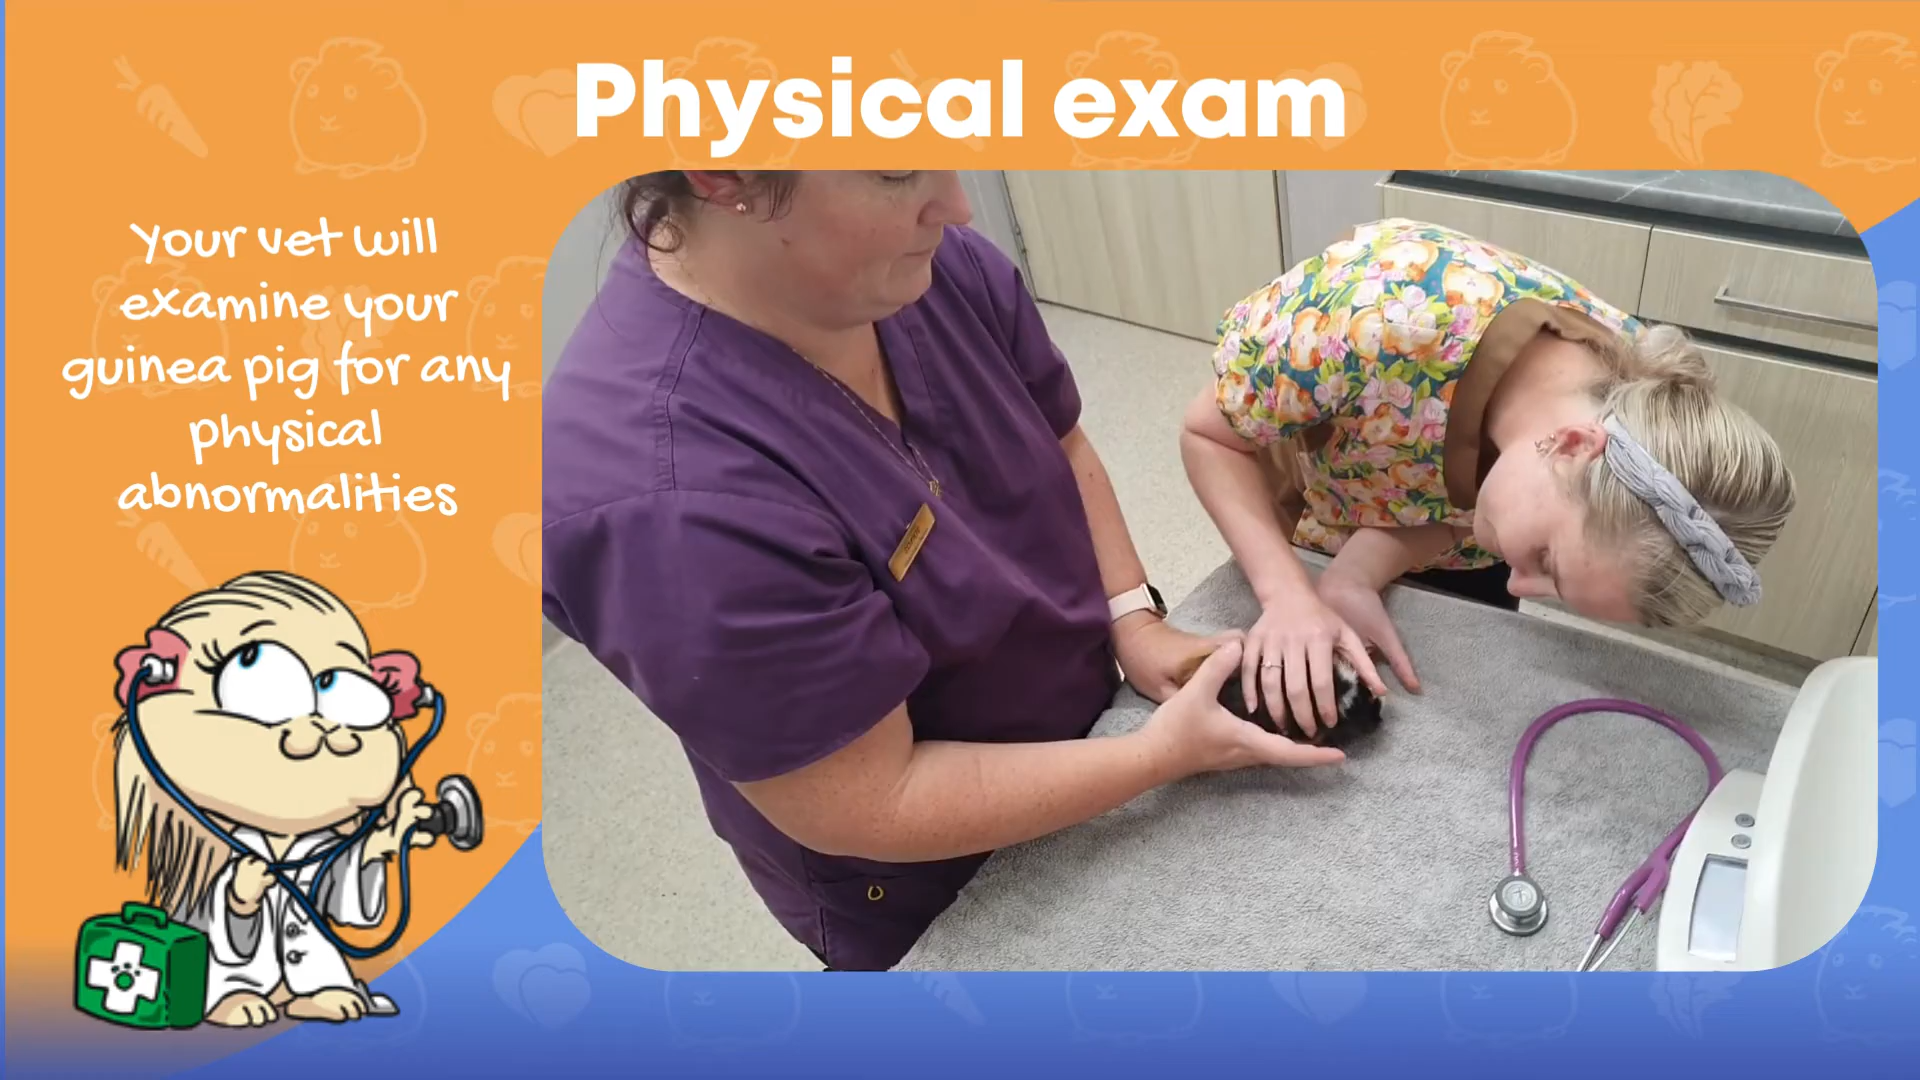 Physical exam
Your vet will
examine your
guinea pig for any
physical
abnormalities